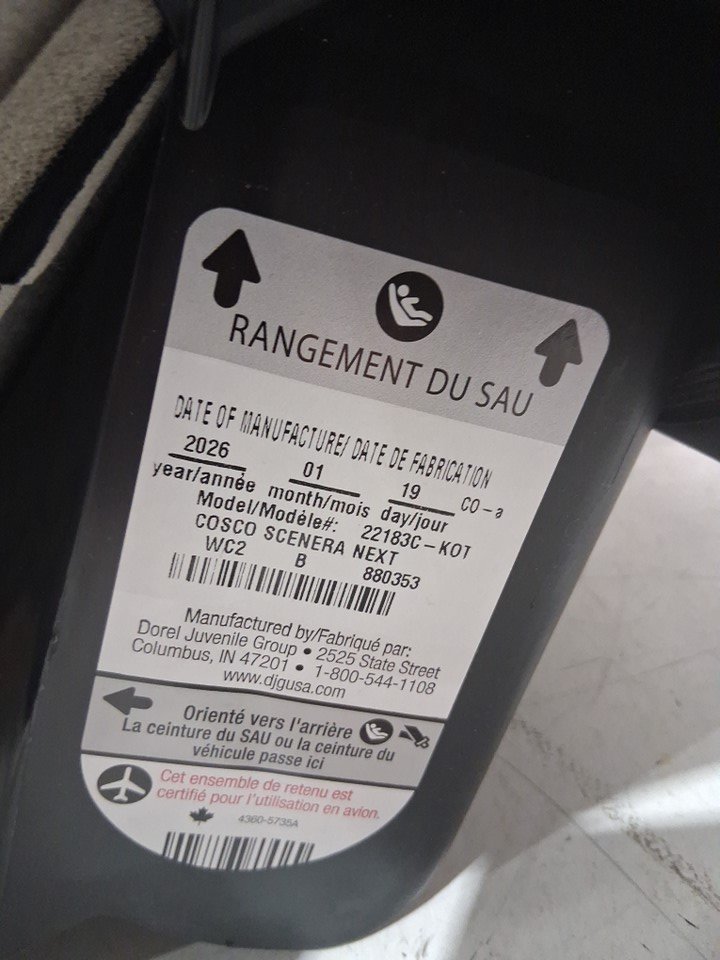 RANGEMENT DU SAU
DATE OF MANUFACTURE/ DATE DE FABRICATION
2026 01 19 CO-a
year/année month/mois day/jour
Model/Modèle#: 22183C-KOT
COSCO SCENERA NEXT
WC2 B 880353
Manufactured by/Fabriqué par:
Dorel Juvenile Group • 2525 State Street
Columbus, IN 47201 • 1-800-544-1108
www.djgusa.com
Orienté vers l'arrière
La ceinture du SAU ou la ceinture du
véhicule passe ici
Cet ensemble de retenu est
certifié pour l'utilisation en avion.
4360-5735A